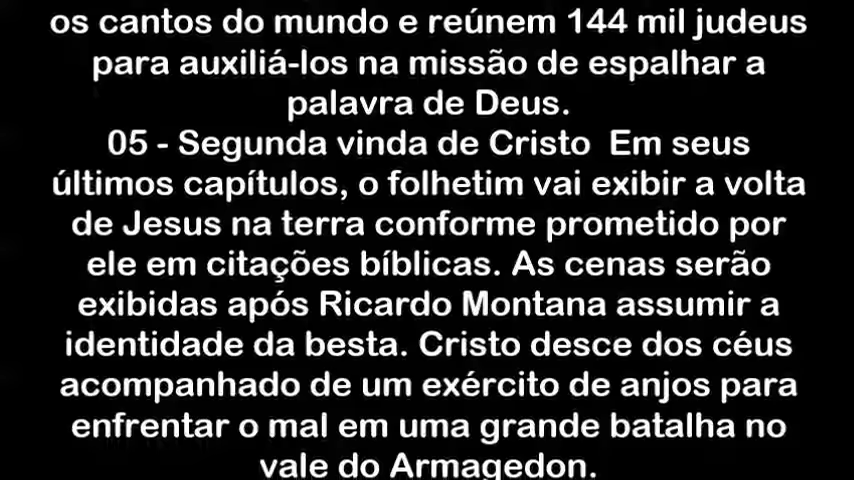 os cantos do mundo e reúnem 144 mil judeus
para auxiliá-los na missão de espalhar a
palavra de Deus.
05 - Segunda vinda de Cristo  Em seus
últimos capítulos, o folhetim vai exibir a volta
de Jesus na terra conforme prometido por
ele em citações bíblicas. As cenas serão
exibidas após Ricardo Montana assumir a
identidade da besta. Cristo desce dos céus
acompanhado de um exército de anjos para
enfrentar o mal em uma grande batalha no
vale do Armagedon.